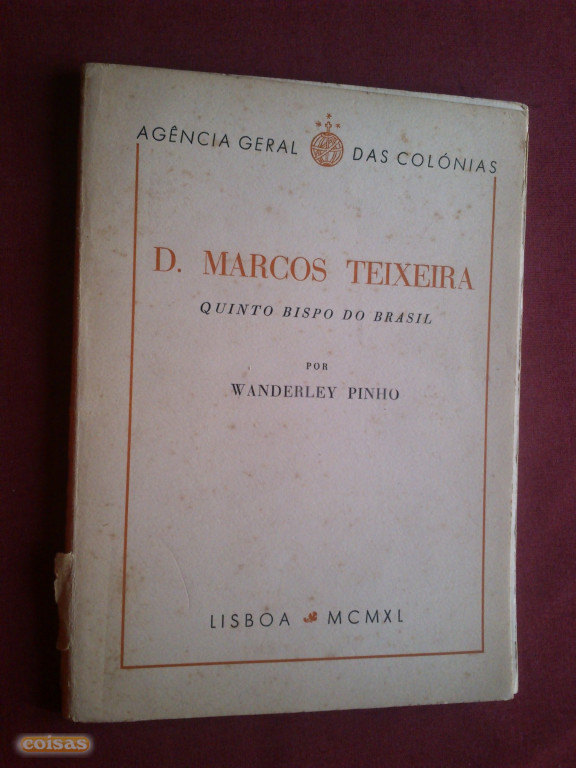 AGÊNCIA GERAL DAS COLÓNIAS
D. MARCOS TEIXEIRA
QUINTO BISPO DO BRASIL
POR
WANDERLEY PINHO
LISBOA MCMXL
coisas